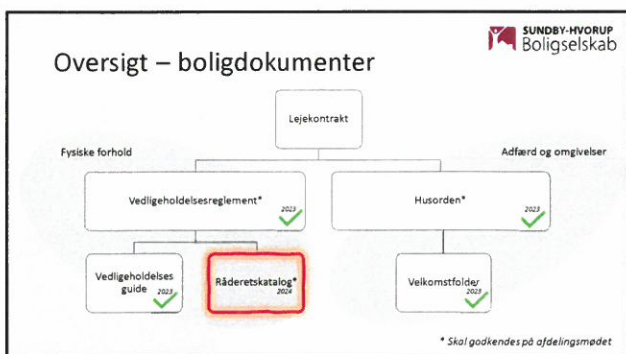 SUNDBY-HVORUP
Boligselskab
Oversigt – boligdokumenter
Lejekontrakt
Fysiske forhold
Adfærd og omgivelser
Vedligeholdelsesreglement*
2023
Husorden*
2023
Vedligeholdelses
guide
2023
Råderetskatalog*
2024
Velkomstfolder
2023
* Skal godkendes på afdelingsmødet